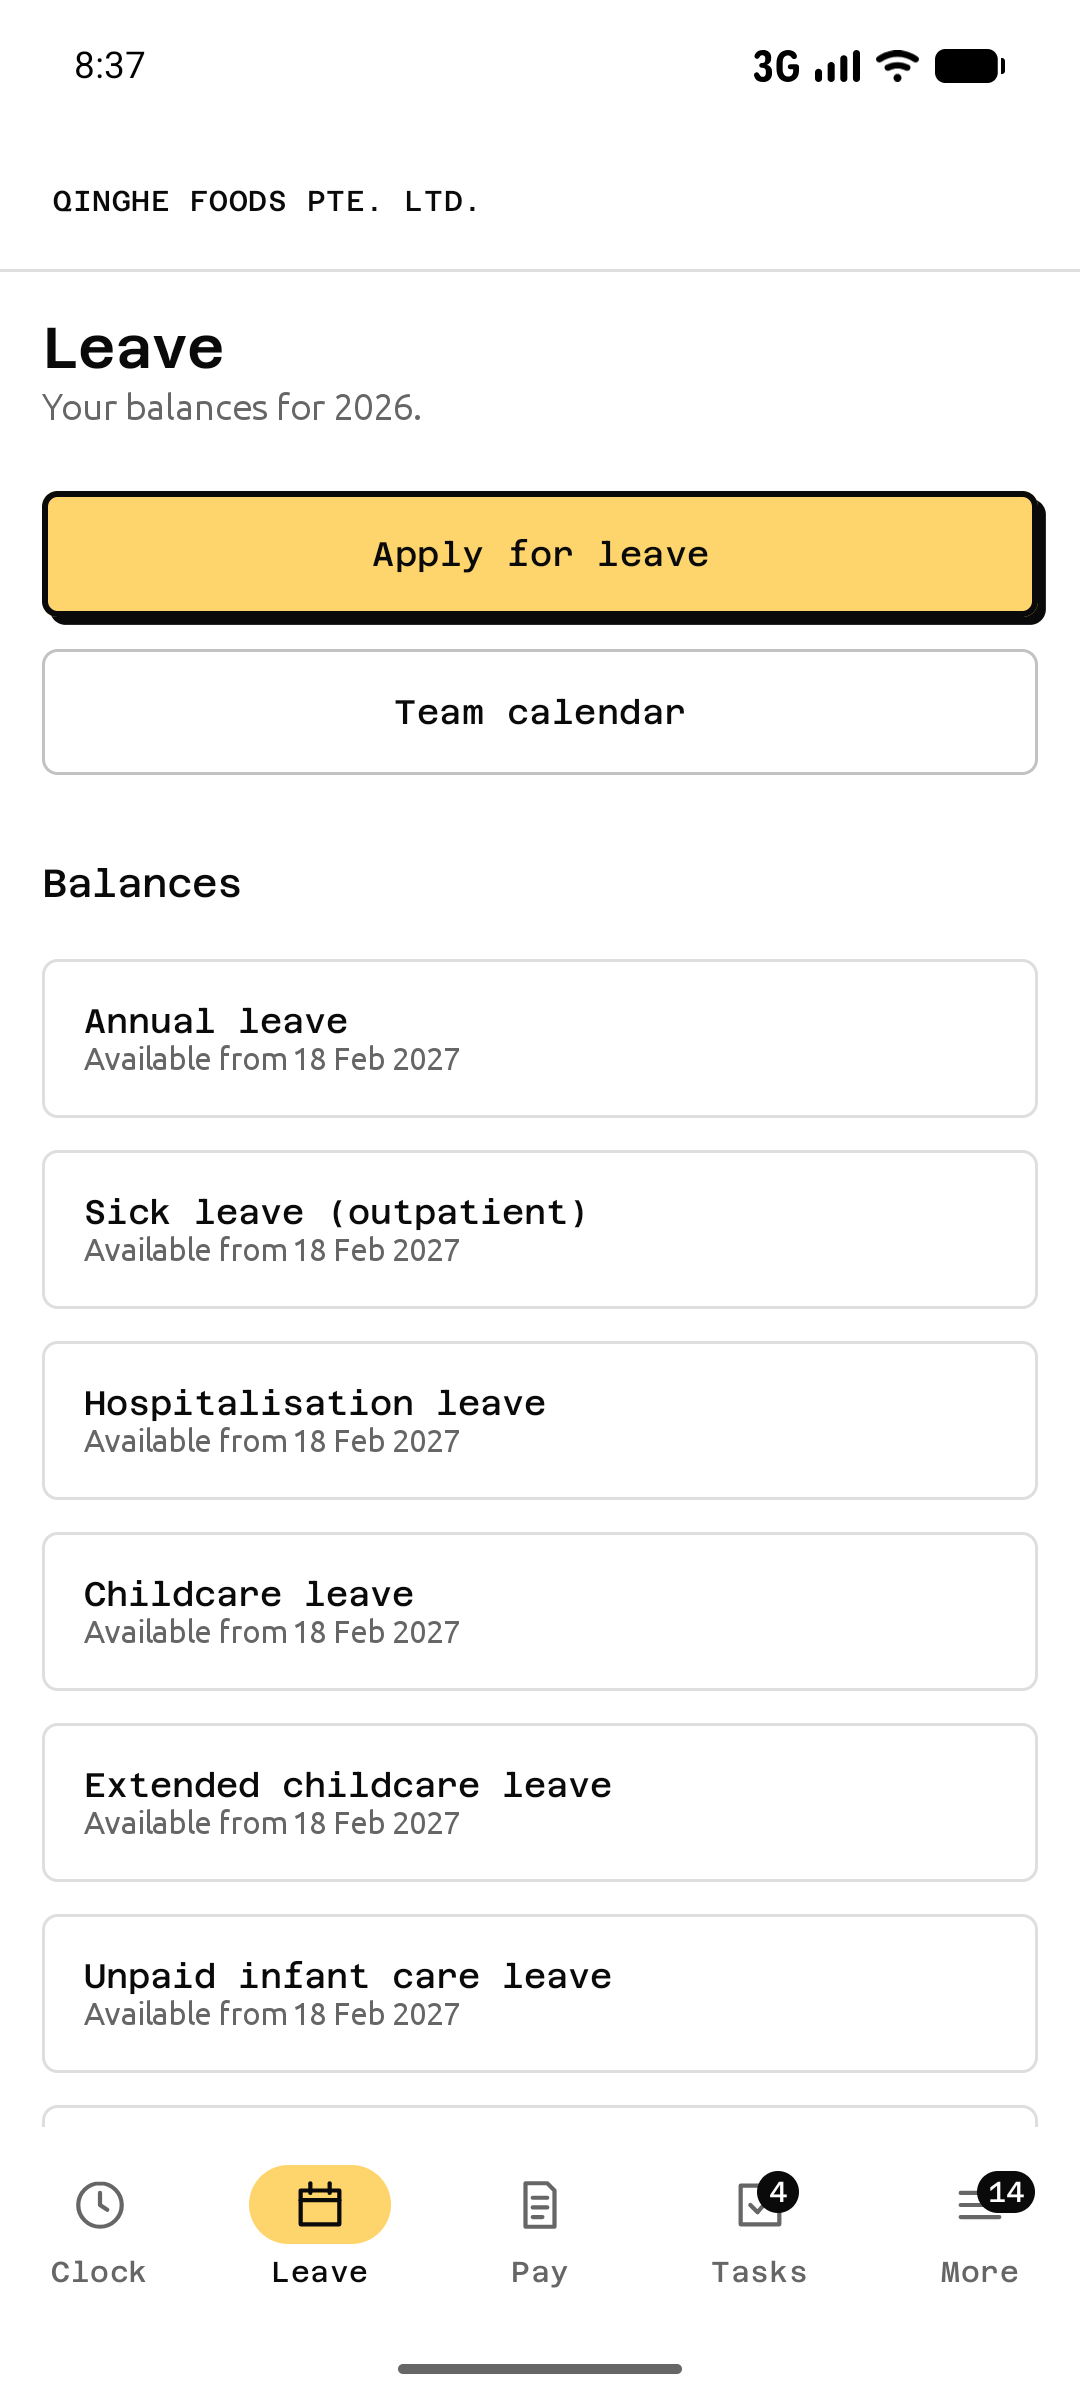 8:37
3G
QINGHE FOODS PTE. LTD.
Leave
Your balances for 2026.
Apply for leave
Team calendar
Balances
Annual leave
Available from 18 Feb 2027
Sick leave (outpatient)
Available from 18 Feb 2027
Hospitalisation leave
Available from 18 Feb 2027
Childcare leave
Available from 18 Feb 2027
Extended childcare leave
Available from 18 Feb 2027
Unpaid infant care leave
Available from 18 Feb 2027
4
14
Clock
Leave
Pay
Tasks
More